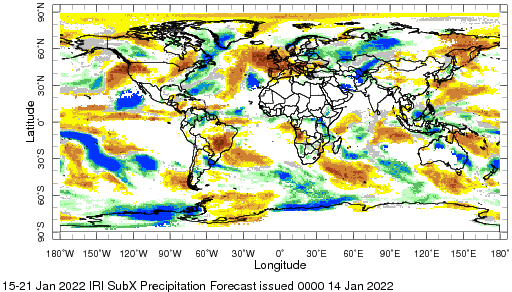 90°N
60°N
30°N
0°
30°S
60°S
90°S
Latitude
180°W 150°W 120°W 90°W 60°W 30°W 0° 30°E 60°E 90°E 120°E 150°E 180°E
Longitude
15-21 Jan 2022 IRI SubX Precipitation Forecast issued 0000 14 Jan 2022